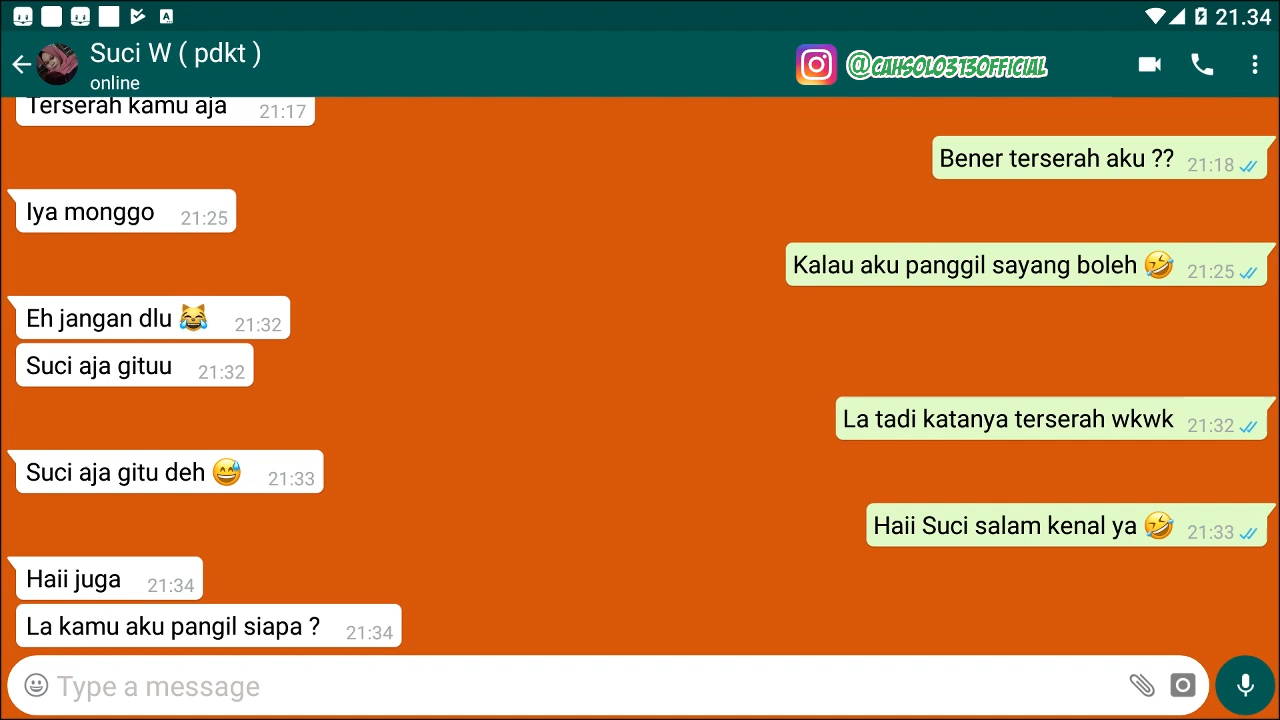 21.34
Suci W ( pdkt )
online
@CAHSOLO313OFFICIAL
Terserah kamu aja 21:17
Bener terserah aku ?? 21:18
Iya monggo 21:25
Kalau aku panggil sayang boleh 🤣 21:25
Eh jangan dlu 😹 21:32
Suci aja gituu 21:32
La tadi katanya terserah wkwk 21:32
Suci aja gitu deh 😅 21:33
Haii Suci salam kenal ya 🤣 21:33
Haii juga 21:34
La kamu aku pangil siapa ? 21:34
Type a message